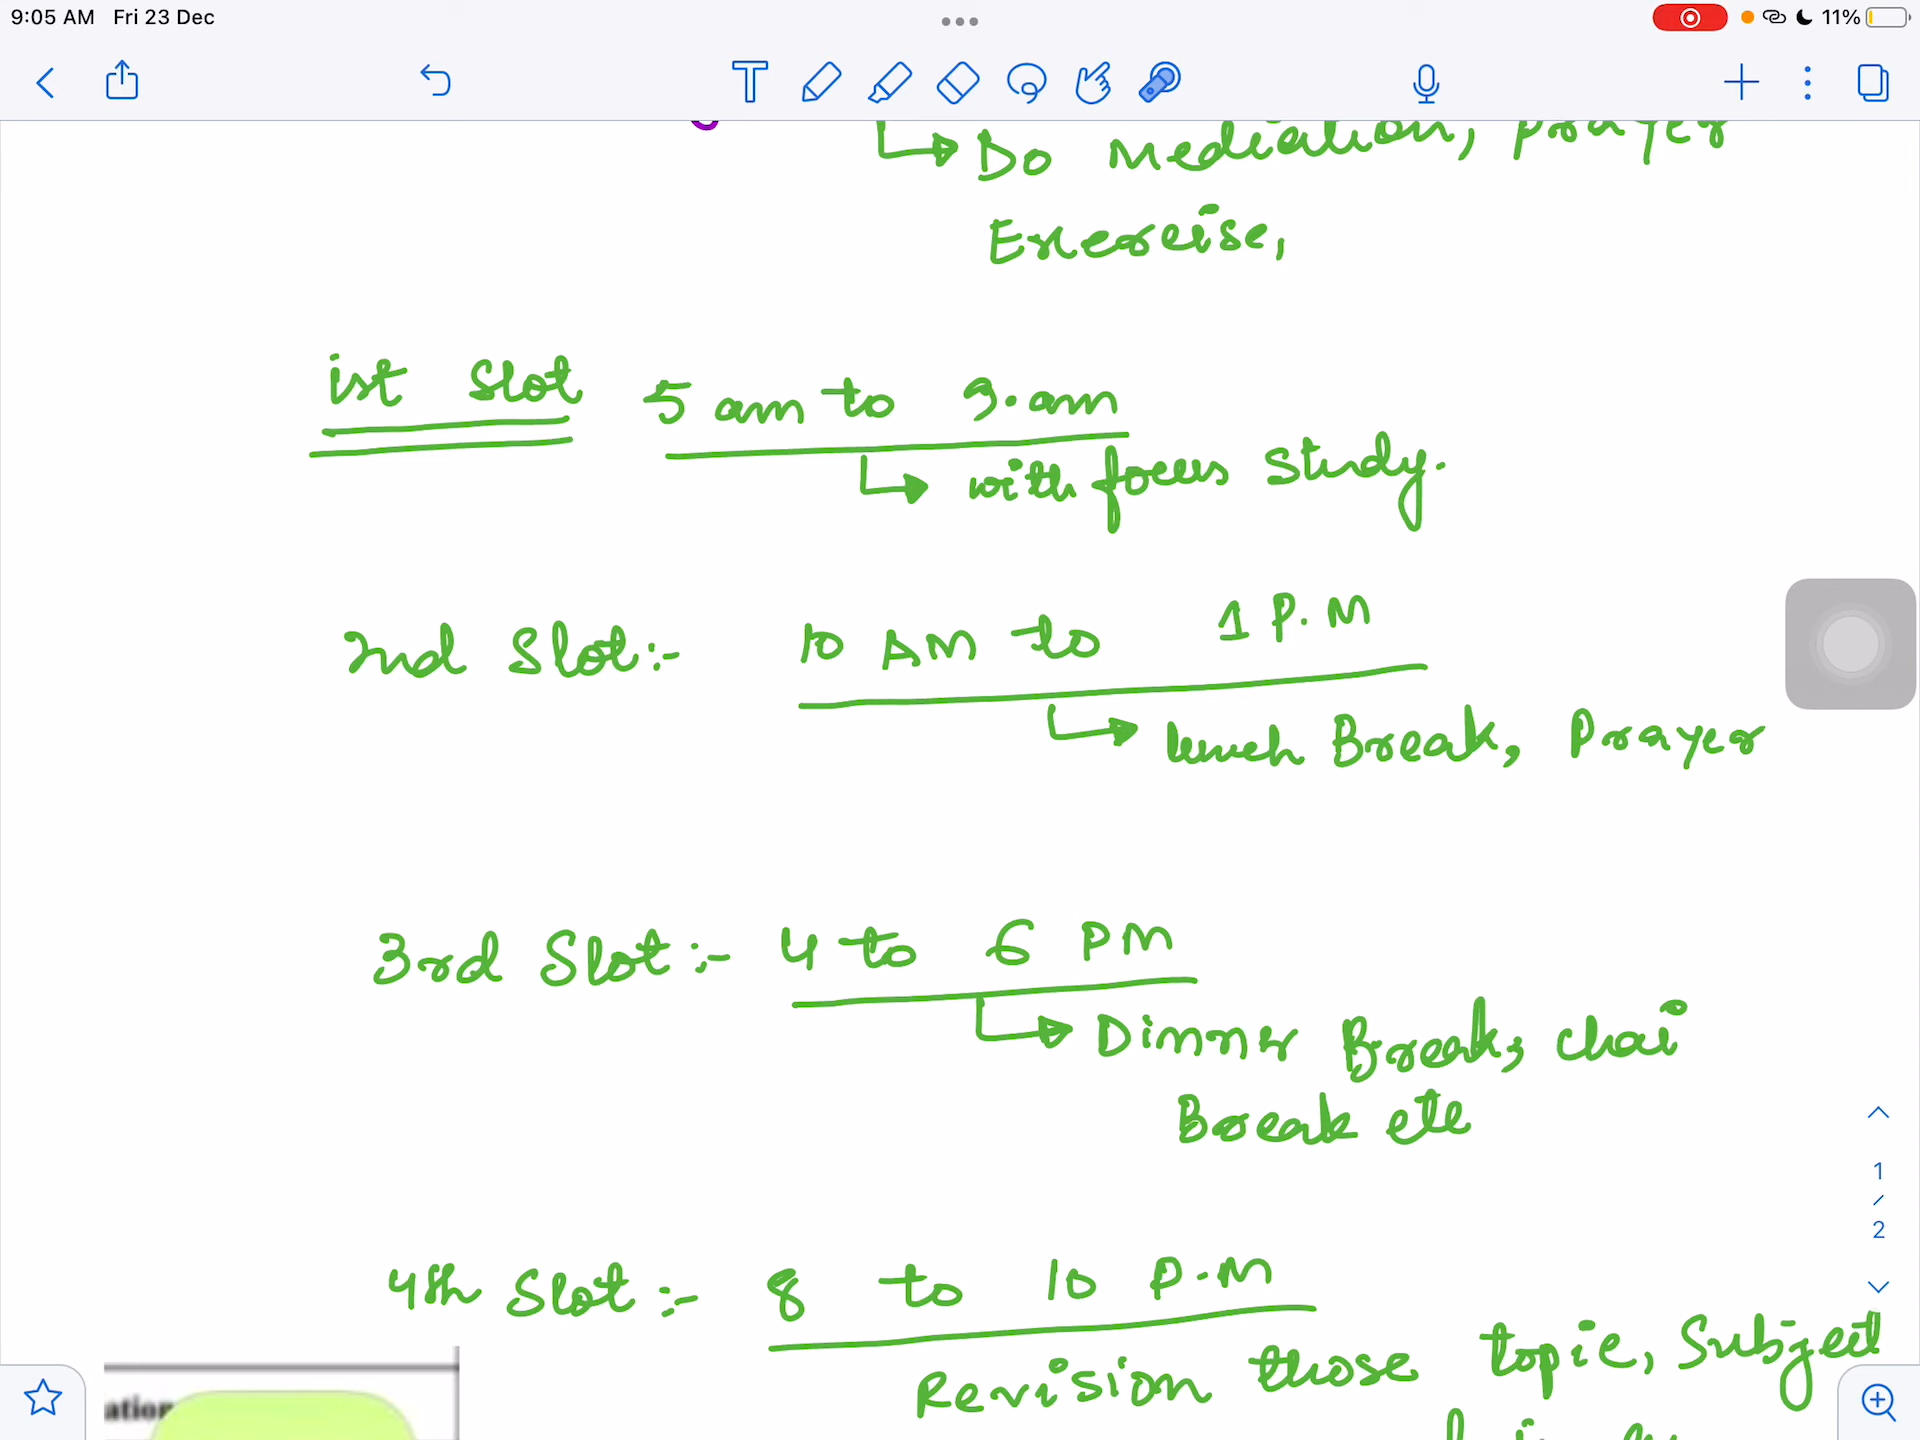 9:05 AM Fri 23 Dec
11%
Do Mediation, prayer
Exercise,
ist Slot 5 am to 9.am
with focus Study.
2nd Slot:- 10 AM to 1 P.M
lunch Break, Prayer
3rd Slot:- 4 to 6 PM
Dinner Break, chai
Break etc
4th Slot:- 8 to 10 P.M
Revision those topic, Subject
1
/
2